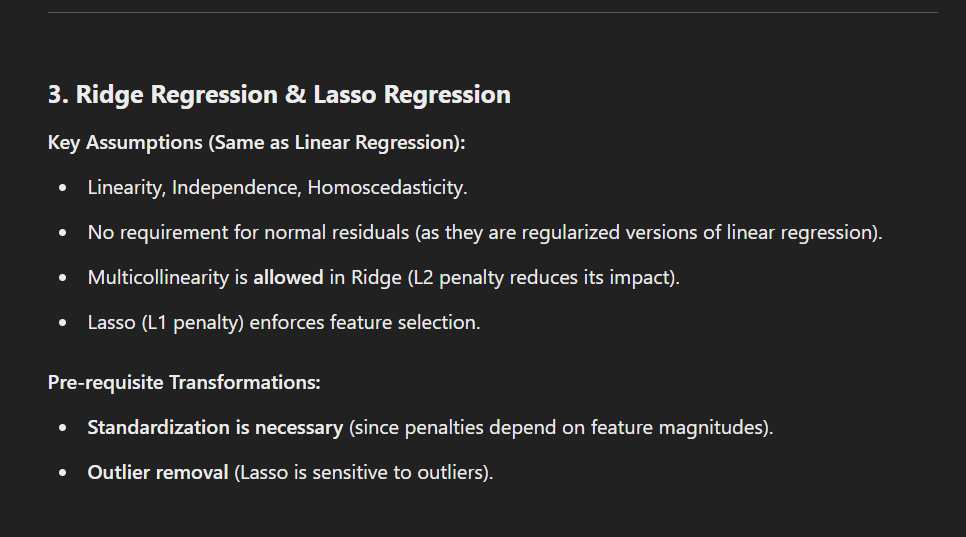 3. Ridge Regression & Lasso Regression
Key Assumptions (Same as Linear Regression):
• Linearity, Independence, Homoscedasticity.
• No requirement for normal residuals (as they are regularized versions of linear regression).
• Multicollinearity is allowed in Ridge (L2 penalty reduces its impact).
• Lasso (L1 penalty) enforces feature selection.
Pre-requisite Transformations:
• Standardization is necessary (since penalties depend on feature magnitudes).
• Outlier removal (Lasso is sensitive to outliers).